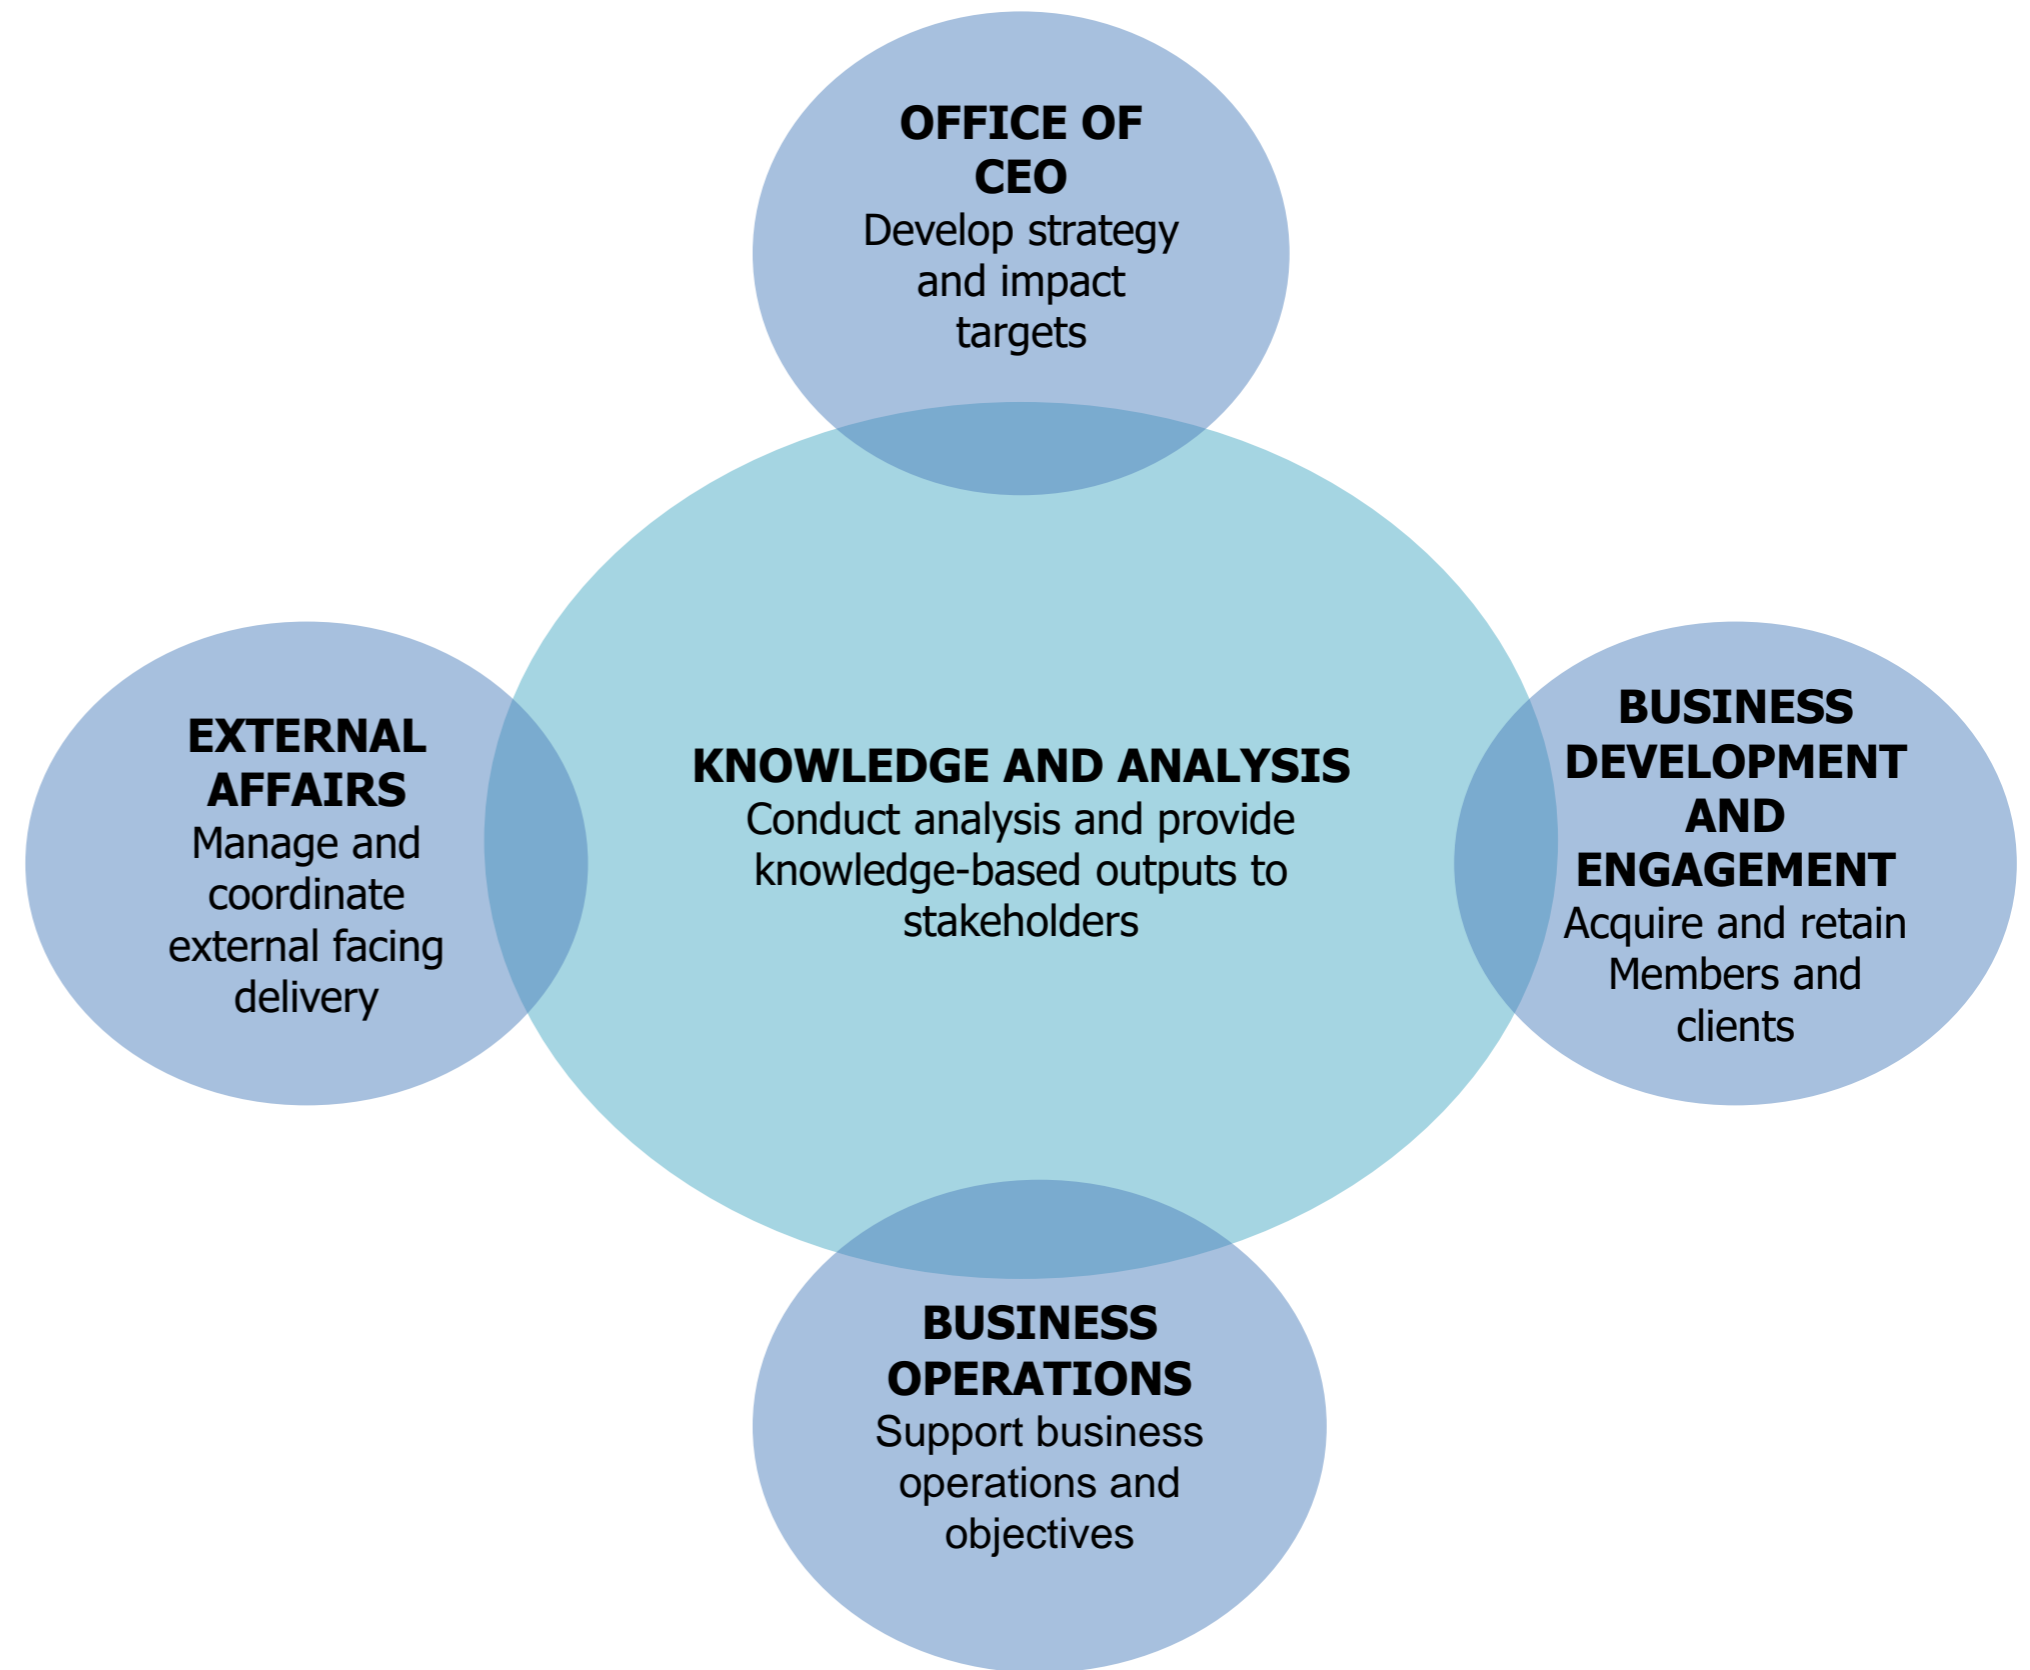 OFFICE OF
CEO
Develop strategy
and impact
targets
EXTERNAL
AFFAIRS
Manage and
coordinate
external facing
delivery
KNOWLEDGE AND ANALYSIS
Conduct analysis and provide
knowledge-based outputs to
stakeholders
BUSINESS
DEVELOPMENT
AND
ENGAGEMENT
Acquire and retain
Members and
clients
BUSINESS
OPERATIONS
Support business
operations and
objectives